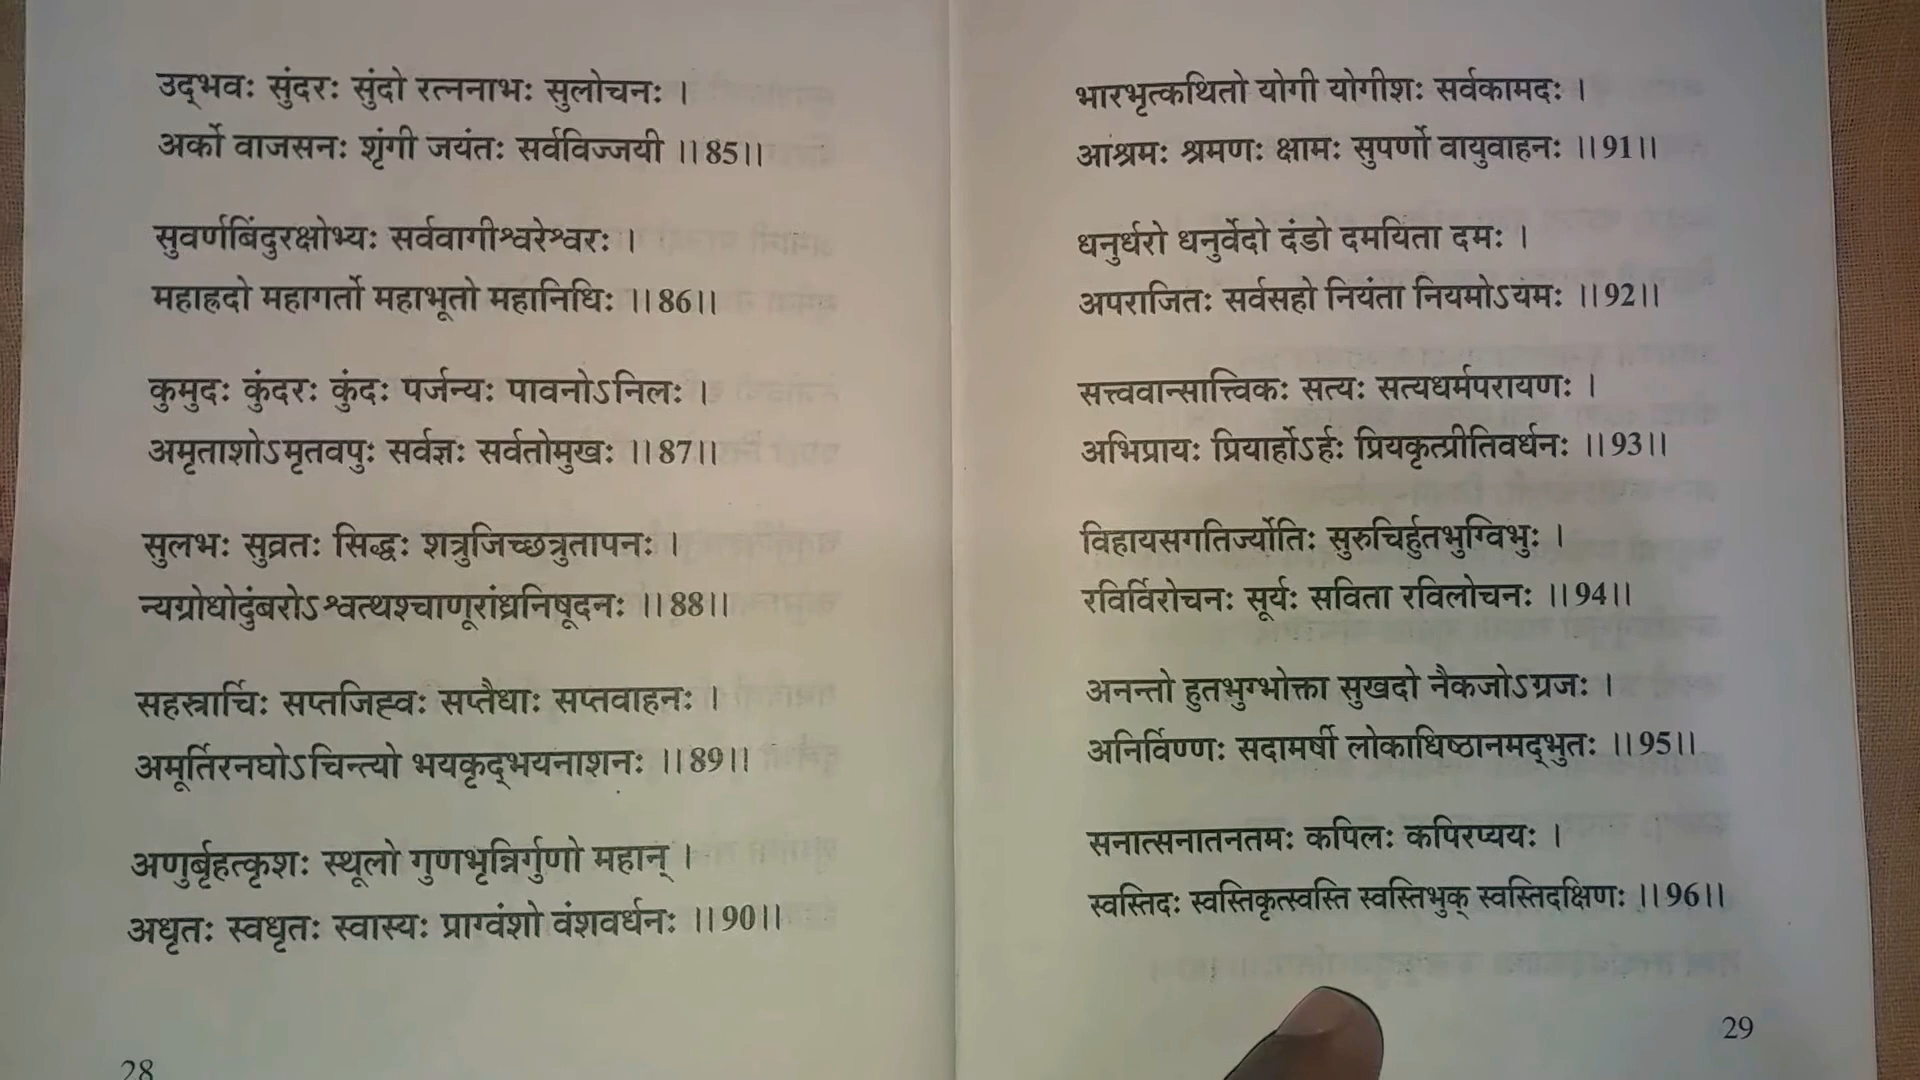 उद्भवः सुंदरः सुंदो रत्ननाभः सुलोचनः ।
अर्को वाजसनः शृंगी जयंतः सर्वविज्जयी ।।85।।
सुवर्णबिंदुरक्षोभ्यः सर्ववागीश्वरेश्वरः ।
महाह्रदो महागर्तो महाभूतो महानिधिः ।।86।।
कुमुदः कुंदरः कुंदः पर्जन्यः पावनोऽनिलः ।
अमृताशोऽमृतवपुः सर्वज्ञः सर्वतोमुखः ।।87।।
सुलभः सुव्रतः सिद्धः शत्रुजिच्छत्रुतापनः ।
न्यग्रोधोदुंबरोऽश्वत्थश्चाणूरांध्रनिषूदनः ।।88।।
सहस्रार्चिः सप्तजिह्वः सप्तैधाः सप्तवाहनः ।
अमूर्तिरनघोऽचिन्त्यो भयकृद्भयनाशनः ।।89।।
अणुर्बृहत्कृशः स्थूलो गुणभृन्निर्गुणो महान् ।
अधृतः स्वधृतः स्वास्यः प्राग्वंशो वंशवर्धनः ।।90।।
28
भारभृत्कथितो योगी योगीशः सर्वकामदः ।
आश्रमः श्रमणः क्षामः सुपर्णो वायुवाहनः ।।91।।
धनुर्धरो धनुर्वेदो दंडो दमयिता दमः ।
अपराजितः सर्वसहो नियंता नियमोऽयमः ।।92।।
सत्त्ववान्सात्त्विकः सत्यः सत्यधर्मपरायणः ।
अभिप्रायः प्रियार्होऽर्हः प्रियकृत्प्रीतिवर्धनः ।।93।।
विहायसगतिर्ज्योतिः सुरुचिर्हुतभुग्विभुः ।
रविर्विरोचनः सूर्यः सविता रविलोचनः ।।94।।
अनन्तो हुतभुग्भोक्ता सुखदो नैकजोऽग्रजः ।
अनिर्विण्णः सदामर्षी लोकाधिष्ठानमद्भुतः ।।95।।
सनात्सनातनतमः कपिलः कपिरप्ययः ।
स्वस्तिदः स्वस्तिकृत्स्वस्ति स्वस्तिभुक् स्वस्तिदक्षिणः ।।96।।
29